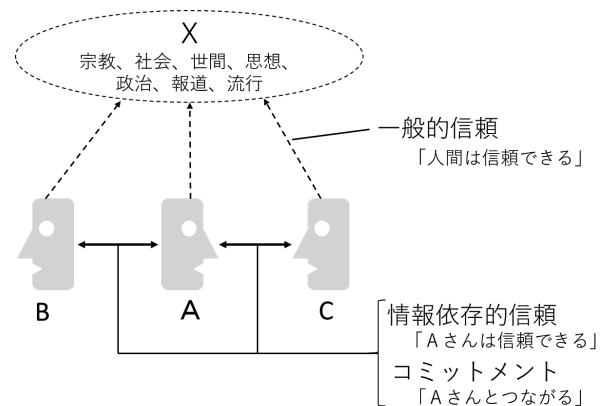 X
宗教、社会、世間、思想、
政治、報道、流行
一般的信頼
「人間は信頼できる」
B
A
C
情報依存的信頼
「Aさんは信頼できる」
コミットメント
「Aさんとつながる」